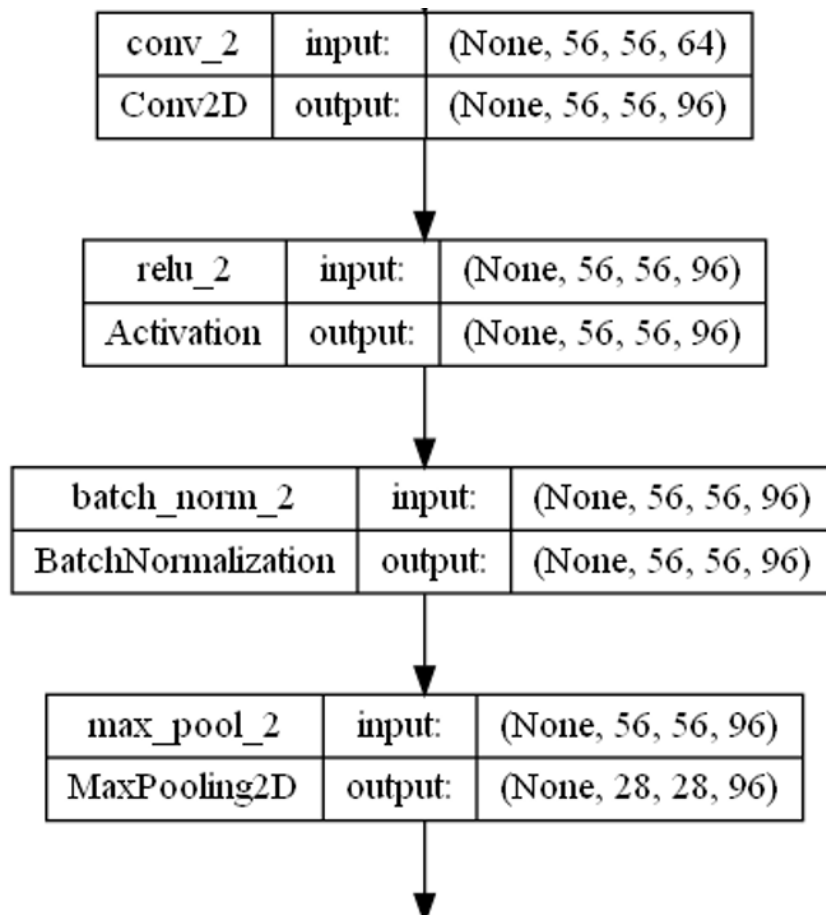 conv_2 input: (None, 56, 56, 64)
Conv2D output: (None, 56, 56, 96)
relu_2 input: (None, 56, 56, 96)
Activation output: (None, 56, 56, 96)
batch_norm_2 input: (None, 56, 56, 96)
BatchNormalization output: (None, 56, 56, 96)
max_pool_2 input: (None, 56, 56, 96)
MaxPooling2D output: (None, 28, 28, 96)